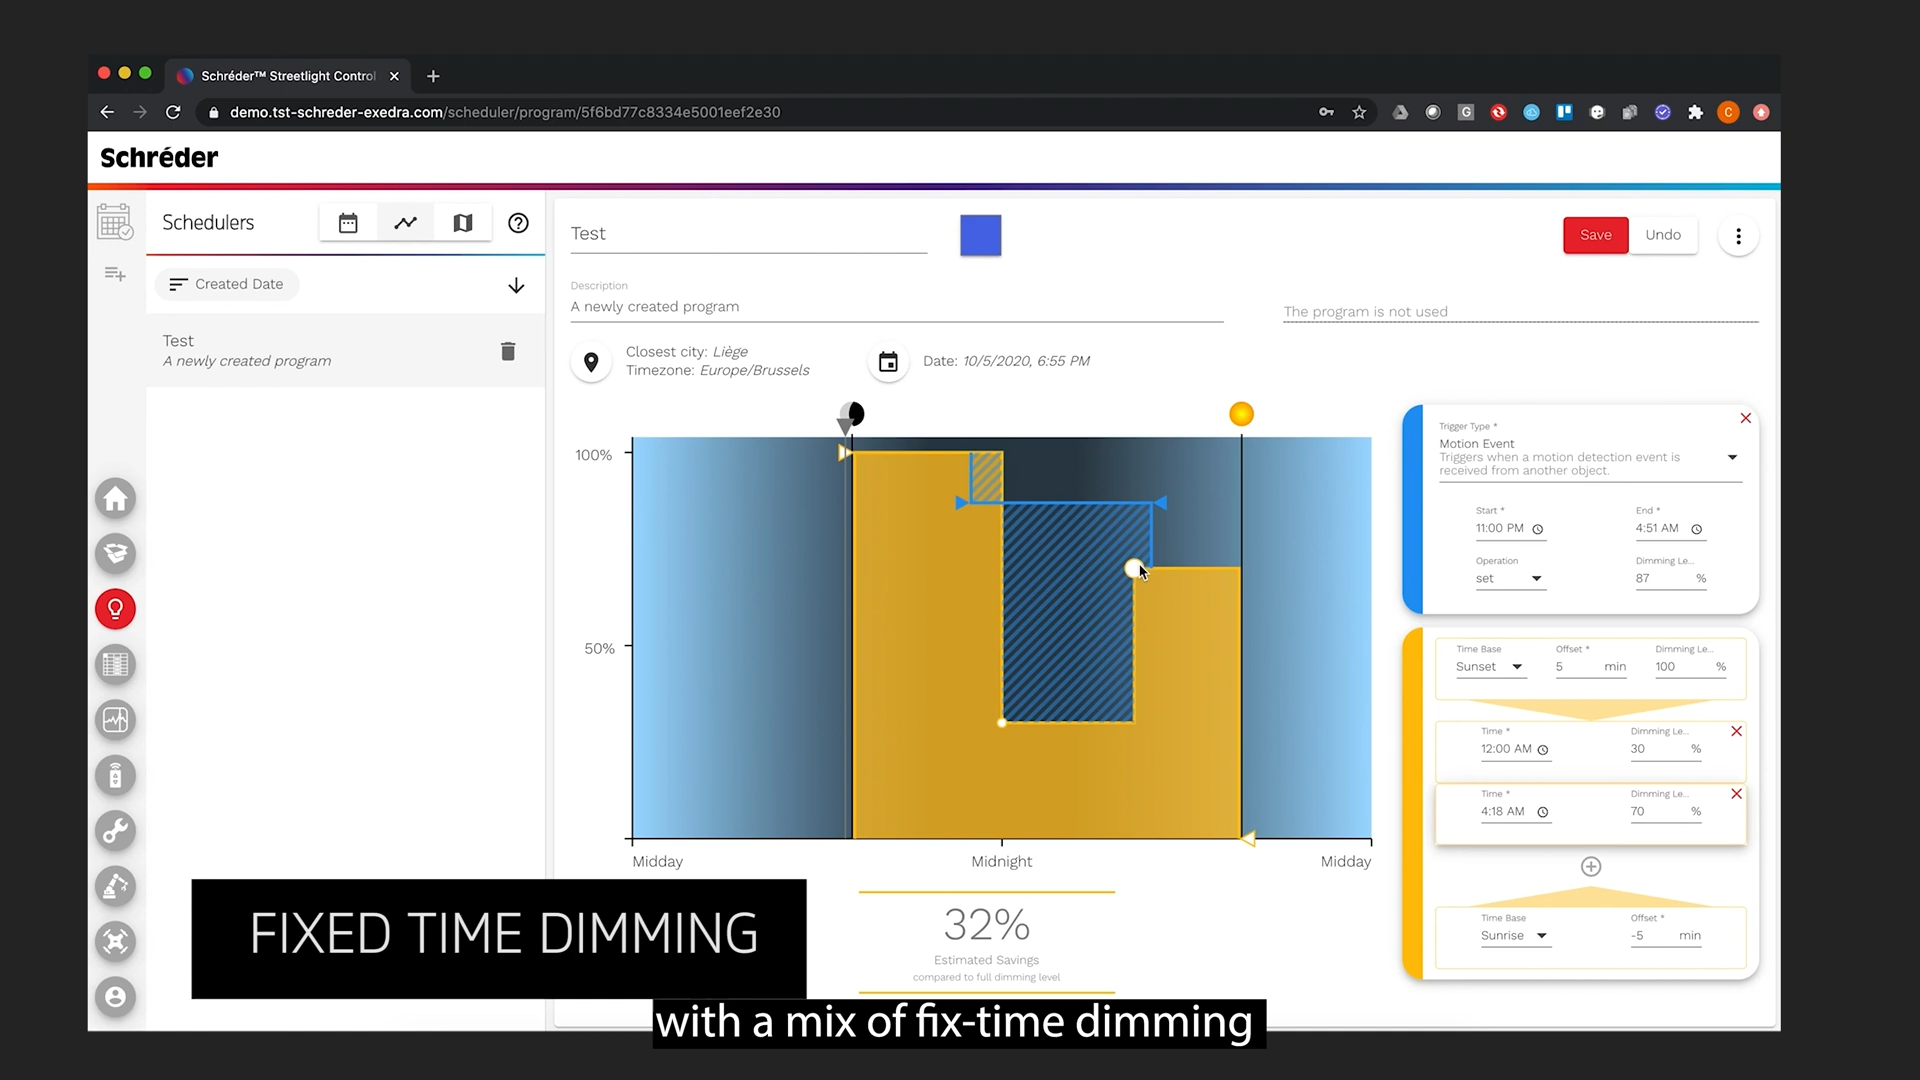 Schréder™ Streetlight Control
demo.tst-schreder-exedra.com/scheduler/program/5f6bd77c8334e5001eef2e30
G
C
Schréder
Schedulers
Created Date
Test
A newly created program
Test
Save
Undo
Description
A newly created program
The program is not used
Closest city: Liège
Timezone: Europe/Brussels
Date: 10/5/2020, 6:55 PM
100%
50%
Midday
Midnight
Midday
32%
Estimated Savings
compared to full dimming level
Trigger Type *
Motion Event
Triggers when a motion detection event is
received from another object.
Start *
End *
11:00 PM
4:51 AM
Operation
Dimming Le...
set
87 %
Time Base
Offset *
Dimming Le...
Sunset
5 min
100 %
Time *
Dimming Le...
12:00 AM
30 %
Time *
Dimming Le...
4:18 AM
70 %
Time Base
Offset *
Sunrise
-5 min
FIXED TIME DIMMING
with a mix of fix-time dimming